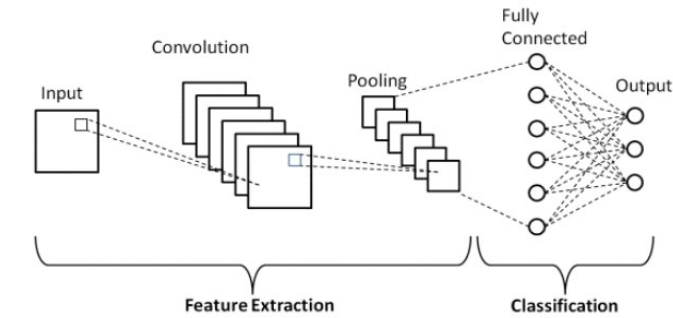 Fully
Connected
Convolution
Pooling
Input
Output
Feature Extraction
Classification